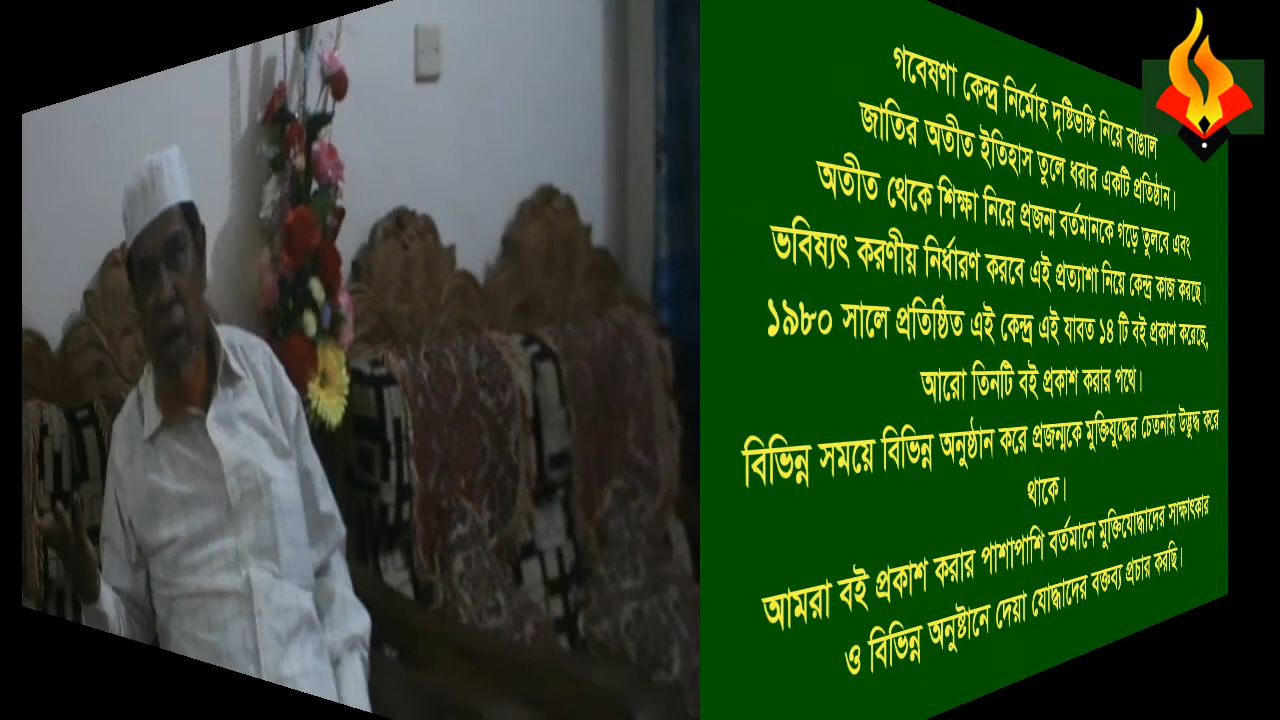 গবেষণা কেন্দ্র নির্মোহ দৃষ্টিভঙ্গি নিয়ে বাঙালি
জাতির অতীত ইতিহাস তুলে ধরার একটি প্রতিষ্ঠান।
অতীত থেকে শিক্ষা নিয়ে প্রজন্ম বর্তমানকে গড়ে তুলবে এবং
ভবিষ্যৎ করণীয় নির্ধারণ করবে এই প্রত্যাশা নিয়ে কেন্দ্র কাজ করছে।
১৯৮০ সালে প্রতিষ্ঠিত এই কেন্দ্র এই যাবত ১৪ টি বই প্রকাশ করেছে,
আরো তিনটি বই প্রকাশ করার পথে।
বিভিন্ন সময়ে বিভিন্ন অনুষ্ঠান করে প্রজন্মকে মুক্তিযুদ্ধের চেতনায় উদ্বুদ্ধ করে
থাকে।
আমরা বই প্রকাশ করার পাশাপাশি বর্তমানে মুক্তিযোদ্ধাদের সাক্ষাৎকার
ও বিভিন্ন অনুষ্টানে দেয়া যোদ্ধাদের বক্তব্য প্রচার করছি।